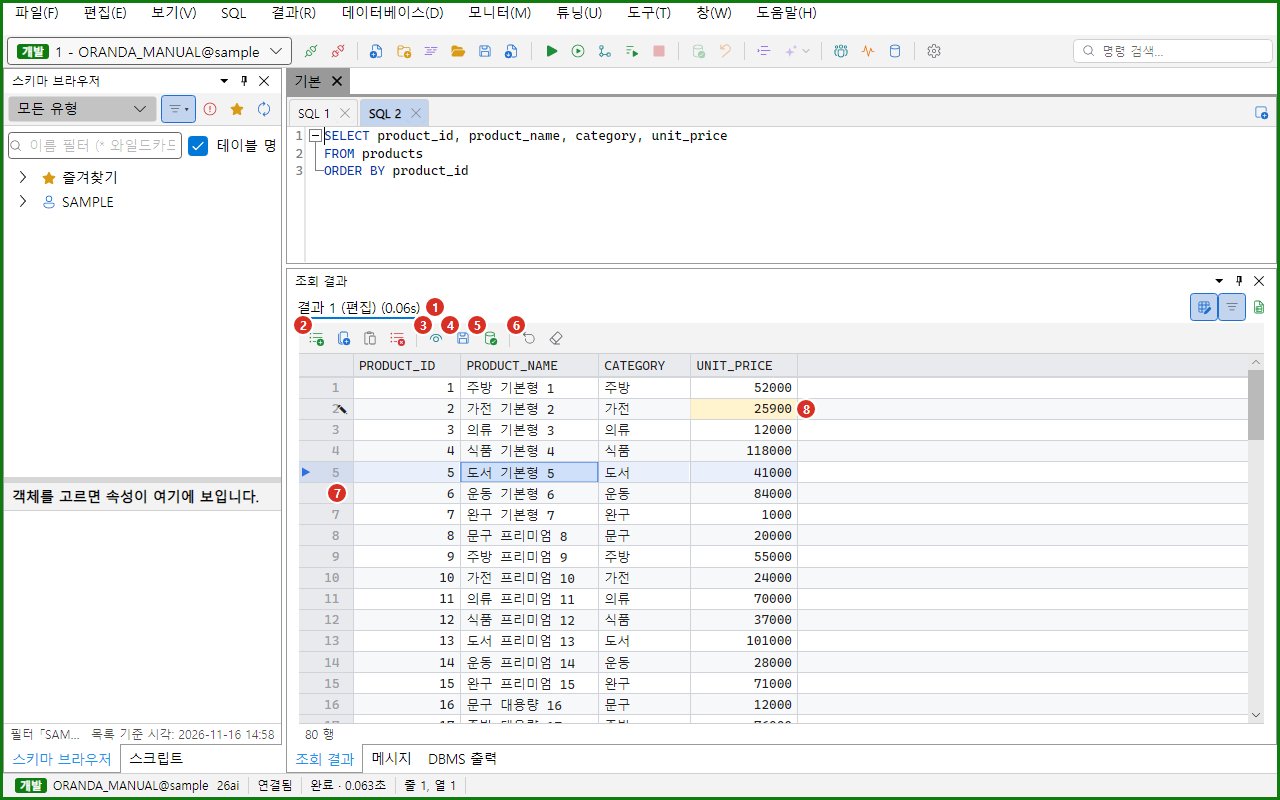 파일(F) 편집(E) 보기(V) SQL 결과(R) 데이터베이스(D) 모니터(M) 튜닝(U) 도구(T) 창(W) 도움말(H)
개발 1 - ORANDA_MANUAL@sample 명령 검색...
스키마 브라우저
모든 유형
이름 필터 (* 와일드카드 테이블 명
즐겨찾기
SAMPLE
객체를 고르면 속성이 여기에 보입니다.
필터 「SAM... 목록 기준 시각: 2026-11-16 14:58
스키마 브라우저 스크립트
기본
SQL 1 SQL 2
1 SELECT product_id, product_name, category, unit_price
2 FROM products
3 ORDER BY product_id
조회 결과
결과 1 (편집) (0.06s) 1
2 3 4 5 6
PRODUCT_ID PRODUCT_NAME CATEGORY UNIT_PRICE
1 1 주방 기본형 1 주방 52000
2 2 가전 기본형 2 가전 25900 8
3 3 의류 기본형 3 의류 12000
4 4 식품 기본형 4 식품 118000
5 5 도서 기본형 5 도서 41000
7 6 운동 기본형 6 운동 84000
7 7 완구 기본형 7 완구 1000
8 8 문구 프리미엄 8 문구 20000
9 9 주방 프리미엄 9 주방 55000
10 10 가전 프리미엄 10 가전 24000
11 11 의류 프리미엄 11 의류 70000
12 12 식품 프리미엄 12 식품 37000
13 13 도서 프리미엄 13 도서 101000
14 14 운동 프리미엄 14 운동 28000
15 15 완구 프리미엄 15 완구 71000
16 16 문구 대용량 16 문구 12000
80 행
조회 결과 메시지 DBMS 출력
개발 ORANDA_MANUAL@sample 26ai 연결됨 완료 · 0.063초 줄 1, 열 1